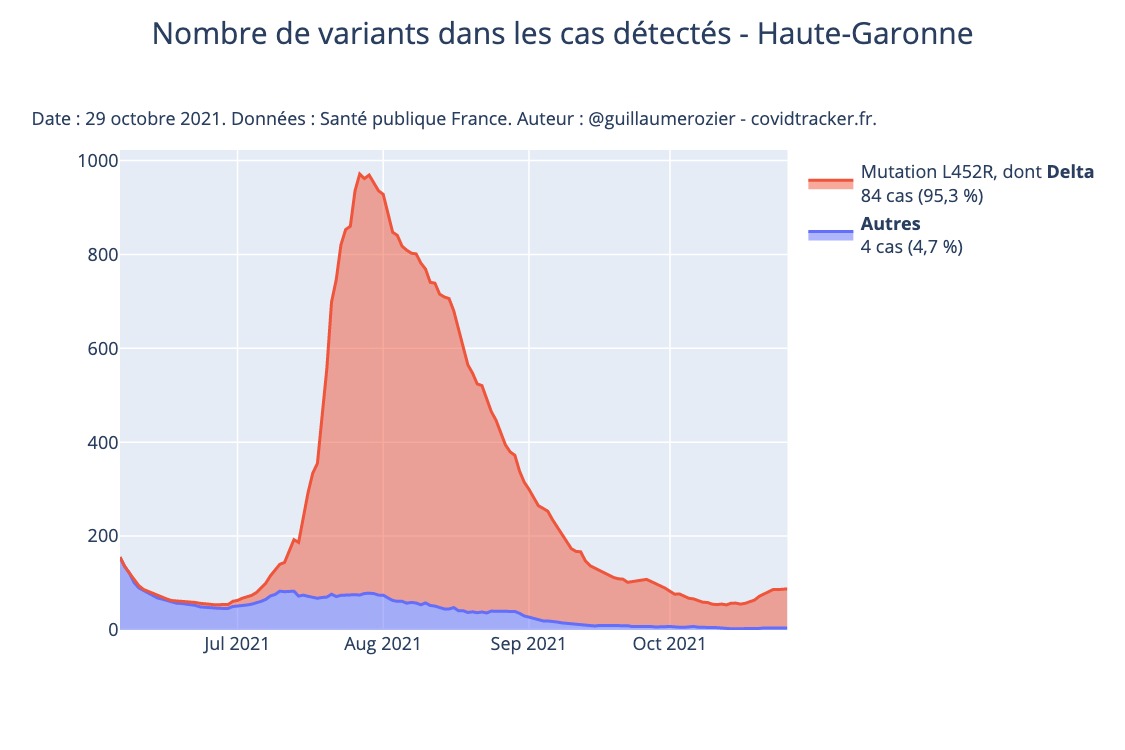 Nombre de variants dans les cas détectés - Haute-Garonne
Date : 29 octobre 2021. Données : Santé publique France. Auteur : @guillaumerozier - covidtracker.fr.
1000
800
600
400
200
0
Jul 2021
Aug 2021
Sep 2021
Oct 2021
Mutation L452R, dont Delta
84 cas (95,3 %)
Autres
4 cas (4,7 %)